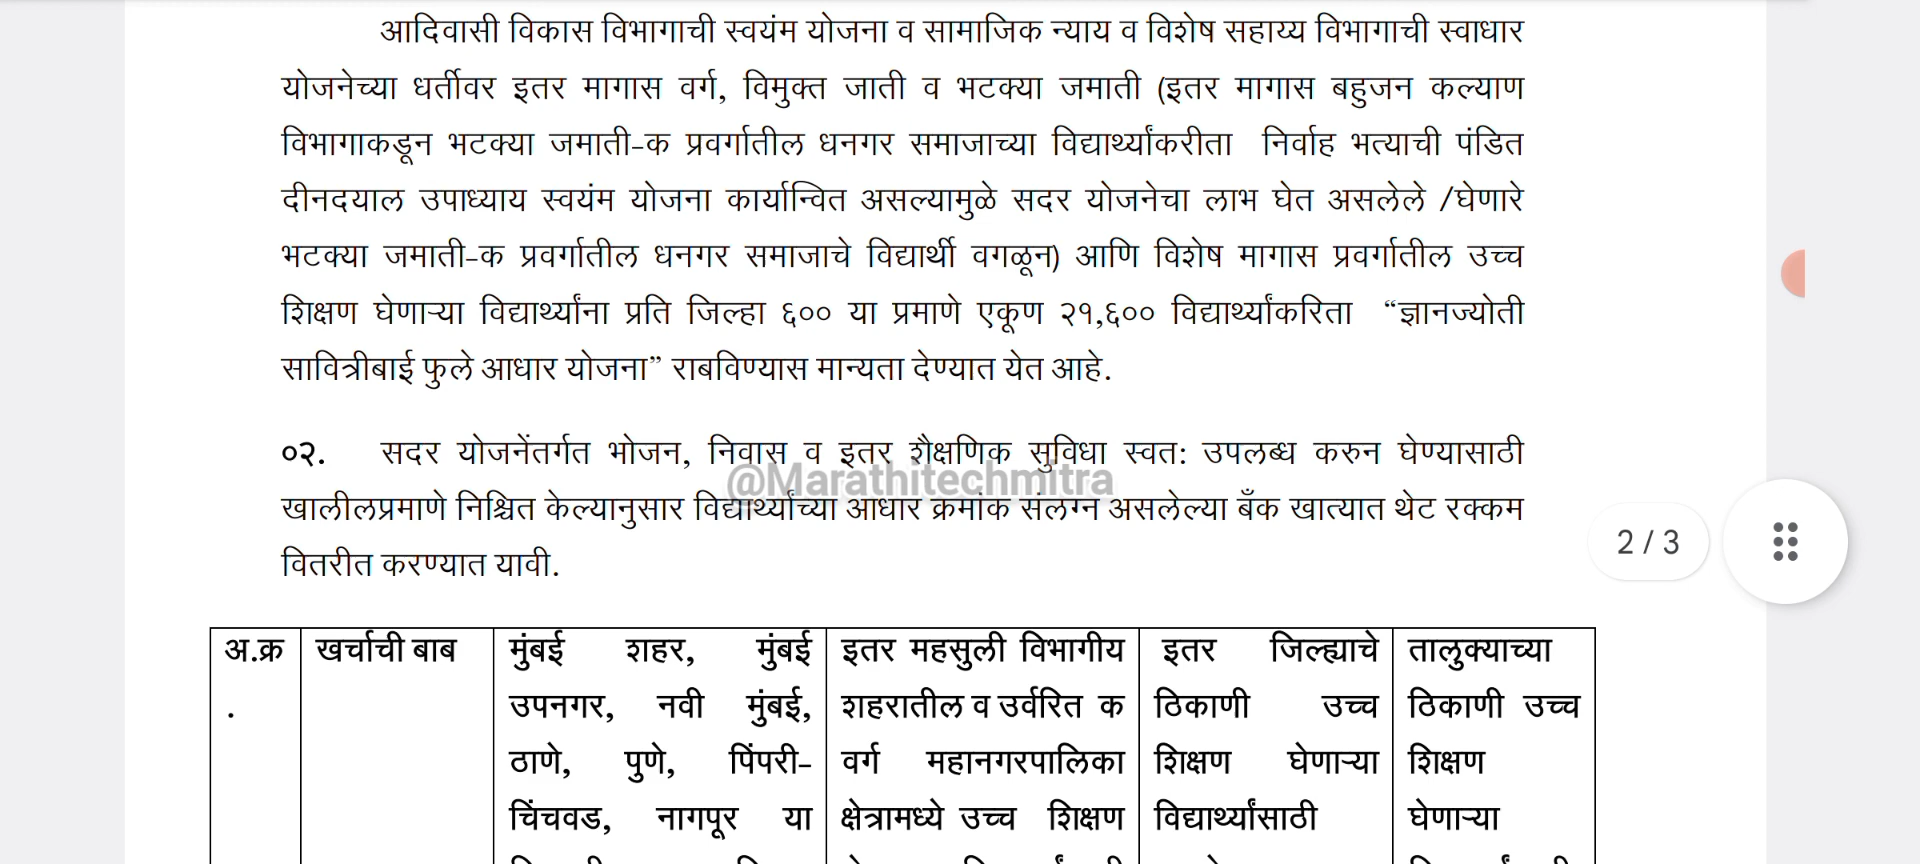 आदिवासी विकास विभागाची स्वयंम योजना व सामाजिक न्याय व विशेष सहाय्य विभागाची स्वाधार
योजनेच्या धर्तीवर इतर मागास वर्ग, विमुक्त जाती व भटक्या जमाती (इतर मागास बहुजन कल्याण
विभागाकडून भटक्या जमाती-क प्रवर्गातील धनगर समाजाच्या विद्यार्थ्यांकरीता निर्वाह भत्याची पंडित
दीनदयाल उपाध्याय स्वयंम योजना कार्यान्वित असल्यामुळे सदर योजनेचा लाभ घेत असलेले /घेणारे
भटक्या जमाती-क प्रवर्गातील धनगर समाजाचे विद्यार्थी वगळून) आणि विशेष मागास प्रवर्गातील उच्च
शिक्षण घेणाऱ्या विद्यार्थ्यांना प्रति जिल्हा ६०० या प्रमाणे एकूण २१,६०० विद्यार्थ्यांकरिता “ज्ञानज्योती
सावित्रीबाई फुले आधार योजना” राबविण्यास मान्यता देण्यात येत आहे.
०२. सदर योजनेंतर्गत भोजन, निवास व इतर शैक्षणिक सुविधा स्वत: उपलब्ध करुन घेण्यासाठी
@Marathitechmitra
खालीलप्रमाणे निश्चित केल्यानुसार विद्यार्थ्यांच्या आधार क्रमांक संलग्न असलेल्या बँक खात्यात थेट रक्कम
वितरीत करण्यात यावी.
2 / 3
अ.क्र खर्चाची बाब मुंबई शहर, मुंबई इतर महसुली विभागीय इतर जिल्ह्याचे तालुक्याच्या
. उपनगर, नवी मुंबई, शहरातील व उर्वरित क ठिकाणी उच्च ठिकाणी उच्च
ठाणे, पुणे, पिंपरी- वर्ग महानगरपालिका शिक्षण घेणाऱ्या शिक्षण
चिंचवड, नागपूर या क्षेत्रामध्ये उच्च शिक्षण विद्यार्थ्यांसाठी घेणाऱ्या